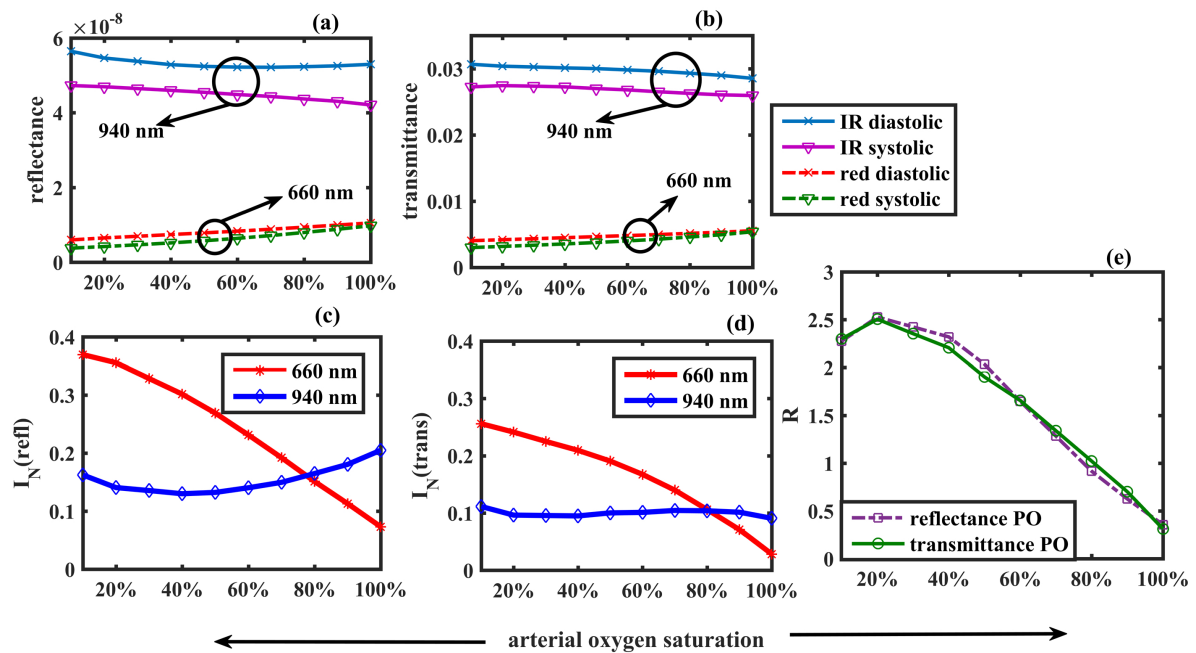 ×10^-8
(a)
(b)
6
4
2
0
reflectance
940 nm
660 nm
20%
40%
60%
80%
100%
0.03
0.02
0.01
0
transmittance
940 nm
660 nm
20%
40%
60%
80%
100%
IR diastolic
IR systolic
red diastolic
red systolic
(c)
0.4
0.3
0.2
0.1
0
I_N(refl)
660 nm
940 nm
20%
40%
60%
80%
100%
(d)
0.4
0.3
0.2
0.1
0
I_N(trans)
660 nm
940 nm
20%
40%
60%
80%
100%
(e)
3
2.5
2
1.5
1
0.5
0
R
reflectance PO
transmittance PO
20%
40%
60%
80%
100%
arterial oxygen saturation